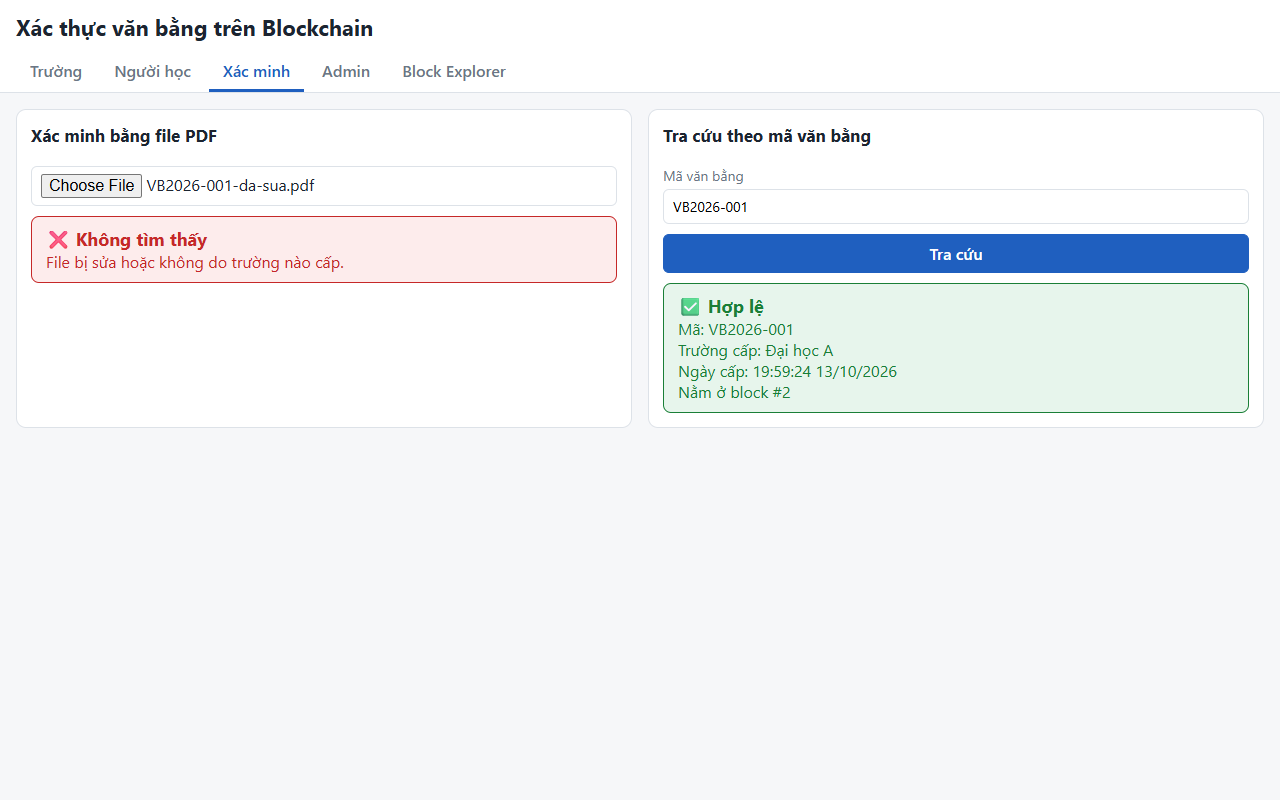 Xác thực văn bằng trên Blockchain
Trường Người học Xác minh Admin Block Explorer
Xác minh bằng file PDF
Choose File VB2026-001-da-sua.pdf
❌ Không tìm thấy
File bị sửa hoặc không do trường nào cấp.
Tra cứu theo mã văn bằng
Mã văn bằng
VB2026-001
Tra cứu
✅ Hợp lệ
Mã: VB2026-001
Trường cấp: Đại học A
Ngày cấp: 19:59:24 13/10/2026
Nằm ở block #2